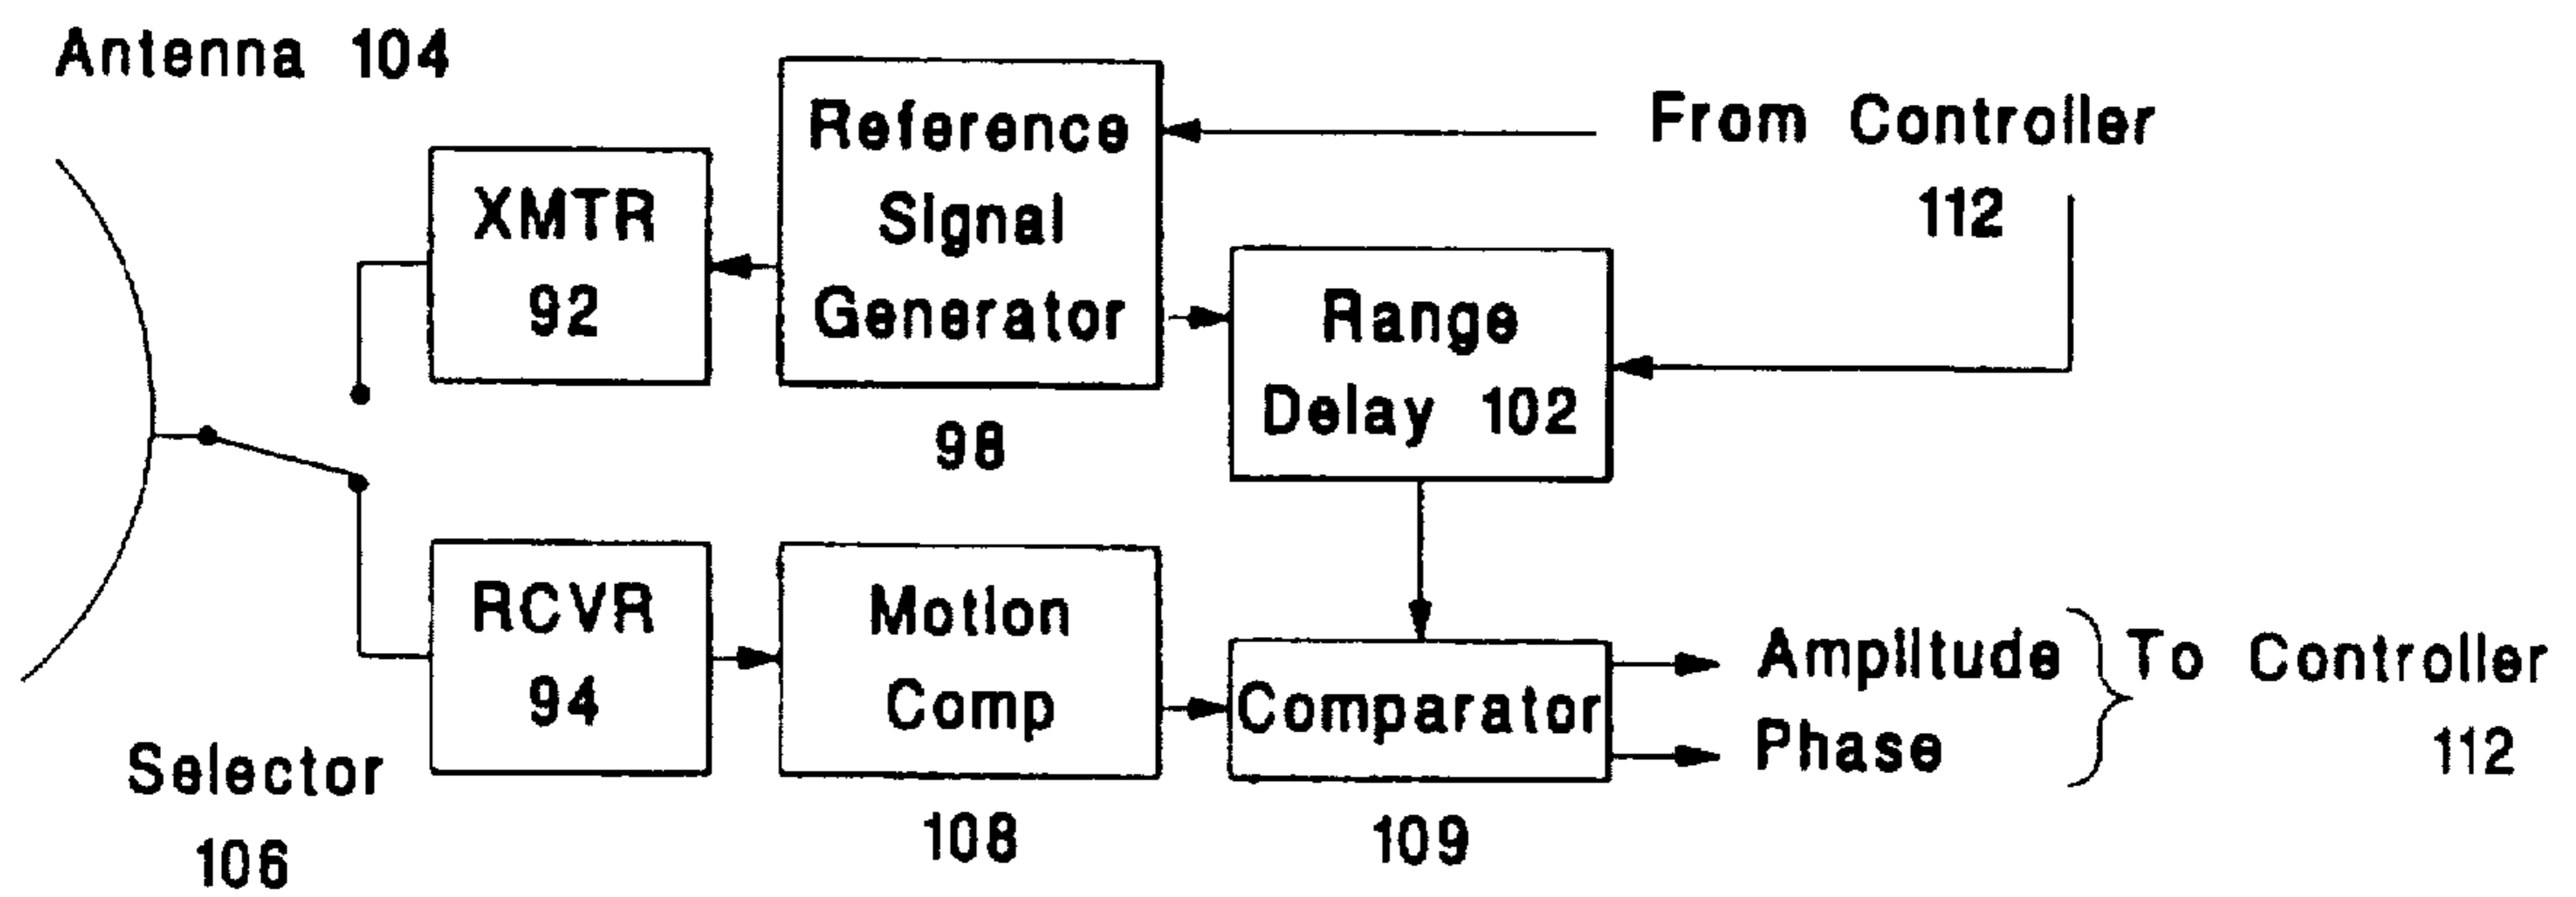 Antenna 104
XMTR
92
Reference
Signal
Generator
98
From Controller
112
Range
Delay 102
RCVR
94
Motion
Comp
108
Comparator
109
Amplitude
Phase
To Controller
112
Selector
106